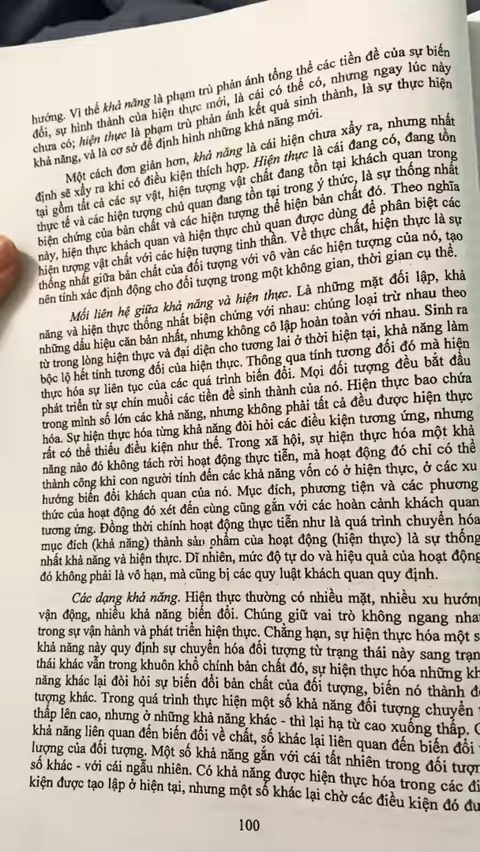 hướng. Vì thế khả năng là phạm trù phản ánh tổng thể các tiền đề của sự biến
đổi, sự hình thành của hiện thực mới, là cái có thể có, nhưng ngay lúc này
chưa có; hiện thực là phạm trù phản ánh kết quả sinh thành, là sự thực hiện
khả năng, và là cơ sở để định hình những khả năng mới.
Một cách đơn giản hơn, khả năng là cái hiện chưa xẩy ra, nhưng nhất
định sẽ xẩy ra khi có điều kiện thích hợp. Hiện thực là cái đang có, đang tồn
tại gồm tất cả các sự vật, hiện tượng vật chất đang tồn tại khách quan trong
thực tế và các hiện tượng chủ quan đang tồn tại trong ý thức, là sự thống nhất
biện chứng của bản chất và các hiện tượng thể hiện bản chất đó. Theo nghĩa
này, hiện thực khách quan và hiện thực chủ quan được dùng để phân biệt các
hiện tượng vật chất với các hiện tượng tinh thần. Về thực chất, hiện thực là sự
thống nhất giữa bản chất của đối tượng với vô vàn các hiện tượng của nó, tạo
nên tính xác định động cho đối tượng trong một không gian, thời gian cụ thể.
Mối liên hệ giữa khả năng và hiện thực. Là những mặt đối lập, khả
năng và hiện thực thống nhất biện chứng với nhau: chúng loại trừ nhau theo
những dấu hiệu căn bản nhất, nhưng không cô lập hoàn toàn với nhau. Sinh ra
từ trong lòng hiện thực và đại diện cho tương lai ở thời hiện tại, khả năng làm
bộc lộ hết tính tương đối của hiện thực. Thông qua tính tương đối đó mà hiện
thực hóa sự liên tục của các quá trình biến đổi. Mọi đối tượng đều bắt đầu
phát triển từ sự chín muồi các tiền đề sinh thành của nó. Hiện thực bao chứa
trong mình số lớn các khả năng, nhưng không phải tất cả đều được hiện thực
hóa. Sự hiện thực hóa từng khả năng đòi hỏi các điều kiện tương ứng, nhưng
rất có thể thiếu điều kiện như thế. Trong xã hội, sự hiện thực hóa một khả
năng nào đó không tách rời hoạt động thực tiễn, mà hoạt động đó chỉ có thể
thành công khi con người tính đến các khả năng vốn có ở hiện thực, ở các xu
hướng biến đổi khách quan của nó. Mục đích, phương tiện và các phương
thức của hoạt động đó xét đến cùng cũng gắn với các hoàn cảnh khách quan
tương ứng. Đồng thời chính hoạt động thực tiễn như là quá trình chuyển hóa
mục đích (khả năng) thành sản phẩm của hoạt động (hiện thực) là sự thống
nhất khả năng và hiện thực. Dĩ nhiên, mức độ tự do và hiệu quả của hoạt động
đó không phải là vô hạn, mà cũng bị các quy luật khách quan quy định.
Các dạng khả năng. Hiện thực thường có nhiều mặt, nhiều xu hướng
vận động, nhiều khả năng biến đổi. Chúng giữ vai trò không ngang nha
trong sự vận hành và phát triển hiện thực. Chẳng hạn, sự hiện thực hóa một s
khả năng này quy định sự chuyển hóa đối tượng từ trạng thái này sang trạn
thái khác vẫn trong khuôn khổ chính bản chất đó, sự hiện thực hóa những kh
năng khác lại đòi hỏi sự biến đổi bản chất của đối tượng, biến nó thành đ
tượng khác. Trong quá trình hiện thực một số khả năng đối tượng chuyển
thấp lên cao, nhưng ở những khả năng khác - thì lại hạ từ cao xuống thấp. C
khả năng liên quan đến biến đổi về chất, số khác lại liên quan đến biến đổi
lượng của đối tượng. Một số khả năng gắn với cái tất nhiên trong đối tượn
số khác - với cái ngẫu nhiên. Có khả năng được hiện thực hóa trong các đi
kiện được tạo lập ở hiện tại, nhưng một số khác lại chờ các điều kiện đó đư
100